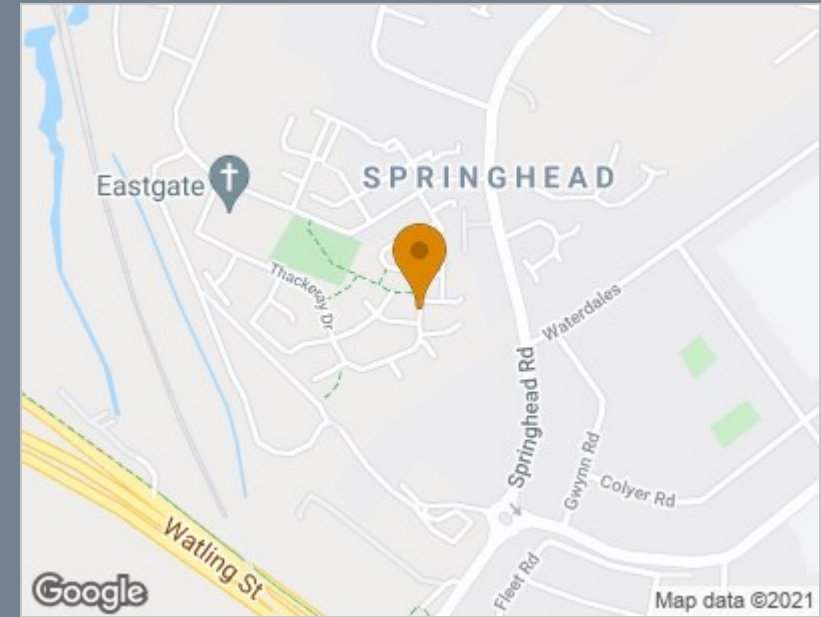 SPRINGHEAD
Eastgate
Thackeray Dr
Waterdales
Springhead Rd
Gwynn Rd
Colyer Rd
Watling St
Fleet Rd
Google
Map data ©2021